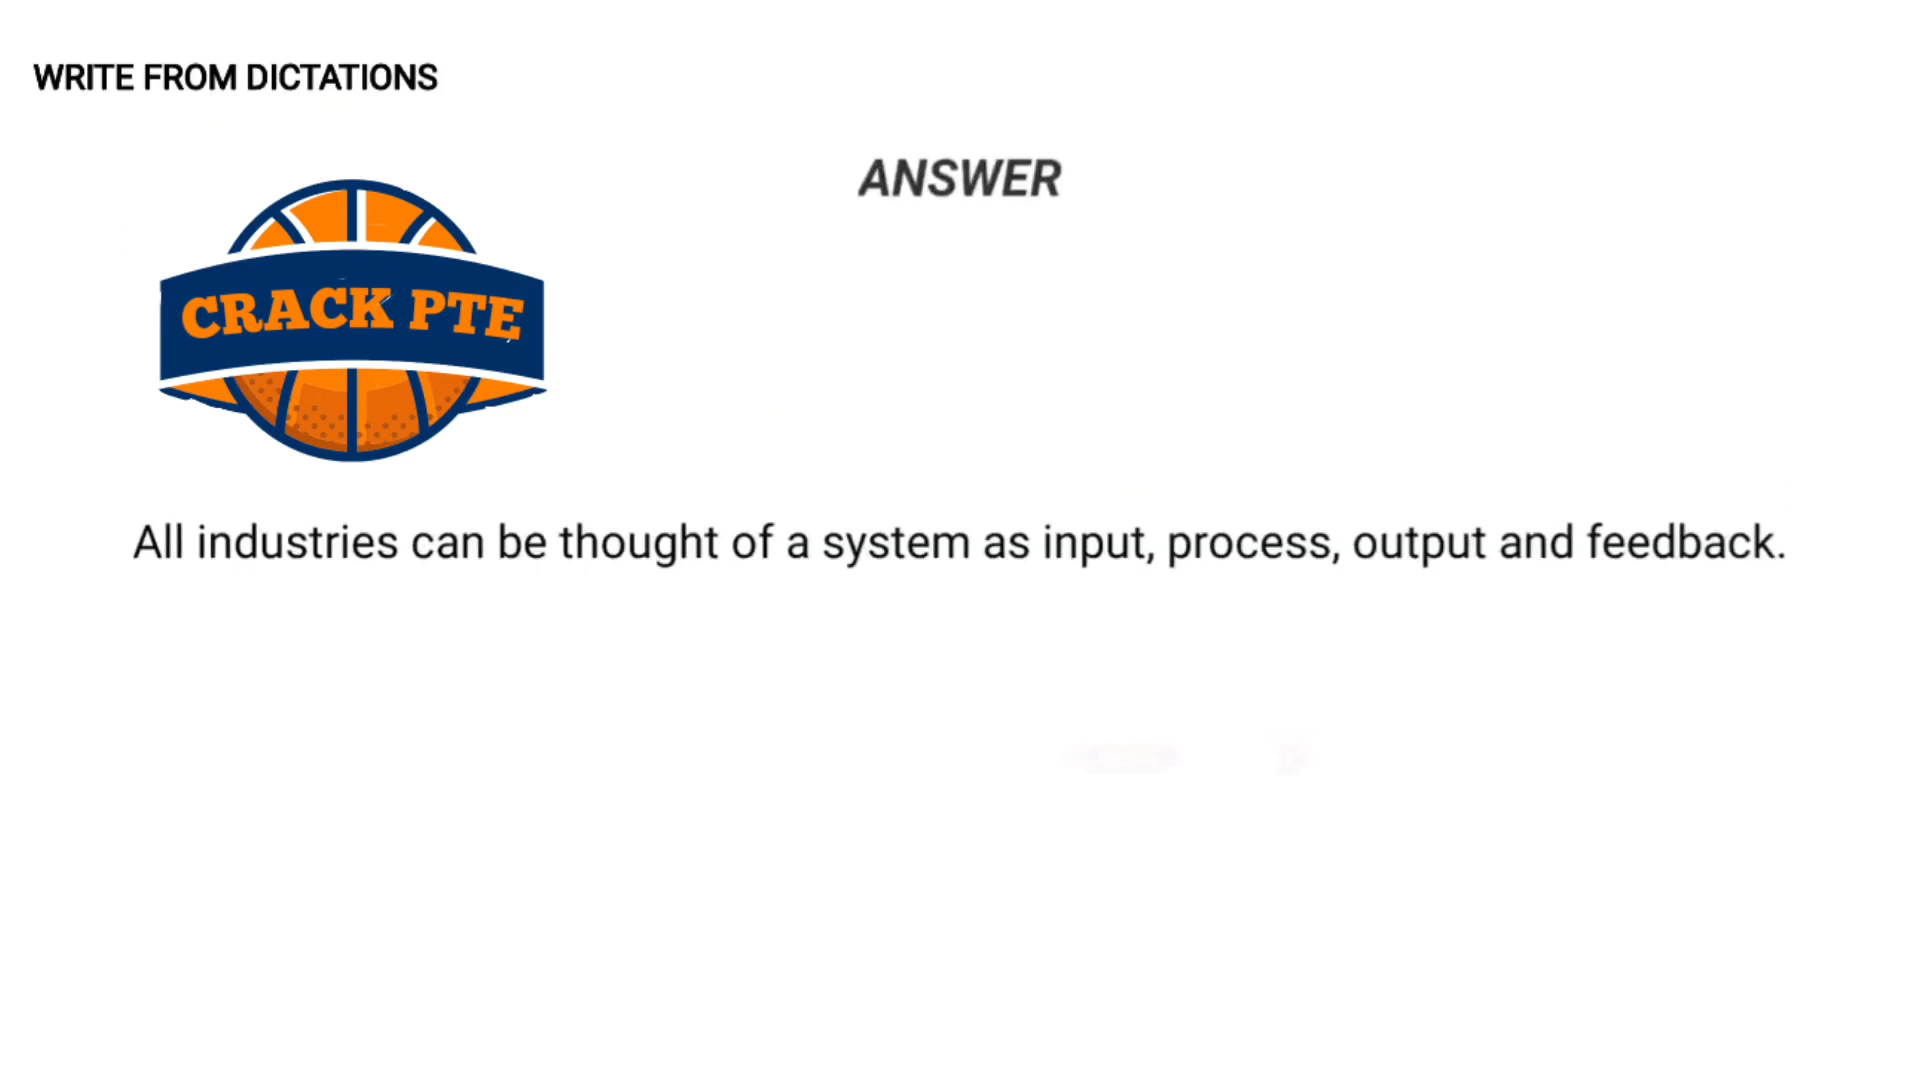 WRITE FROM DICTATIONS
ANSWER
CRACK PTE
All industries can be thought of a system as input, process, output and feedback.